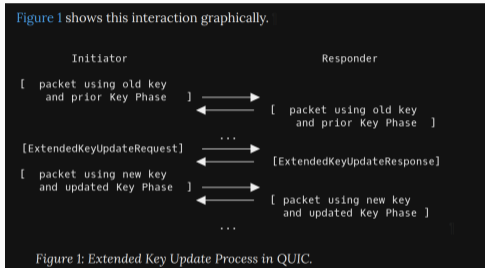 Figure 1 shows this interaction graphically.
Initiator Responder
[ packet using old key
and prior Key Phase ]
[ packet using old key
and prior Key Phase ]
...
[ExtendedKeyUpdateRequest]
[ExtendedKeyUpdateResponse]
[ packet using new key
and updated Key Phase ]
[ packet using new key
and updated Key Phase ]
...
Figure 1: Extended Key Update Process in QUIC.